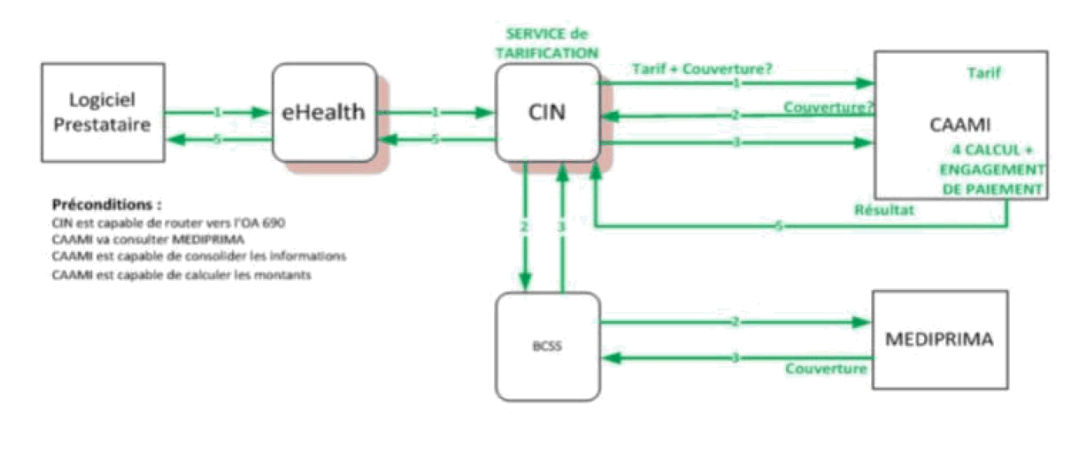 SERVICE de
TARIFICATION
Logiciel
Prestataire
1
5
eHealth
1
5
CIN
Tarif + Couverture?
1
Couverture?
2
3
Tarif
CAAMI
4 CALCUL +
ENGAGEMENT
DE PAIEMENT
Résultat
5
Préconditions :
CIN est capable de router vers l'OA 690
CAAMI va consulter MEDIPRIMA
CAAMI est capable de consolider les informations
CAAMI est capable de calculer les montants
2
3
BCSS
2
3
Couverture
MEDIPRIMA